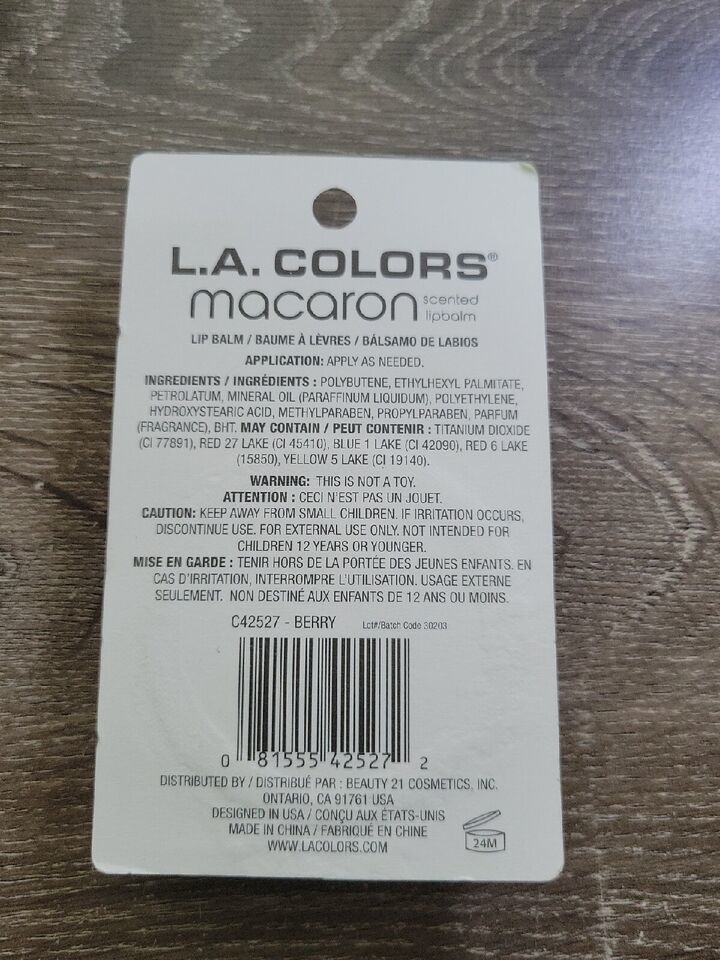 L.A. COLORS®
macaron scented lipbalm
LIP BALM / BAUME À LÈVRES / BÁLSAMO DE LABIOS
APPLICATION: APPLY AS NEEDED.
INGREDIENTS / INGRÉDIENTS : POLYBUTENE, ETHYLHEXYL PALMITATE,
PETROLATUM, MINERAL OIL (PARAFFINUM LIQUIDUM), POLYETHYLENE,
HYDROXYSTEARIC ACID, METHYLPARABEN, PROPYLPARABEN, PARFUM
(FRAGRANCE), BHT. MAY CONTAIN / PEUT CONTENIR : TITANIUM DIOXIDE
(CI 77891), RED 27 LAKE (CI 45410), BLUE 1 LAKE (CI 42090), RED 6 LAKE
(15850), YELLOW 5 LAKE (CI 19140).
WARNING: THIS IS NOT A TOY.
ATTENTION : CECI N'EST PAS UN JOUET.
CAUTION: KEEP AWAY FROM SMALL CHILDREN. IF IRRITATION OCCURS,
DISCONTINUE USE. FOR EXTERNAL USE ONLY. NOT INTENDED FOR
CHILDREN 12 YEARS OR YOUNGER.
MISE EN GARDE : TENIR HORS DE LA PORTÉE DES JEUNES ENFANTS. EN
CAS D'IRRITATION, INTERROMPRE L'UTILISATION. USAGE EXTERNE
SEULEMENT. NON DESTINÉ AUX ENFANTS DE 12 ANS OU MOINS.
C42527 - BERRY Lot#/Batch Code 30203
0 81555 42527 2
DISTRIBUTED BY / DISTRIBUÉ PAR : BEAUTY 21 COSMETICS, INC.
ONTARIO, CA 91761 USA
DESIGNED IN USA / CONÇU AUX ÉTATS-UNIS
MADE IN CHINA / FABRIQUÉ EN CHINE
WWW.LACOLORS.COM
24M